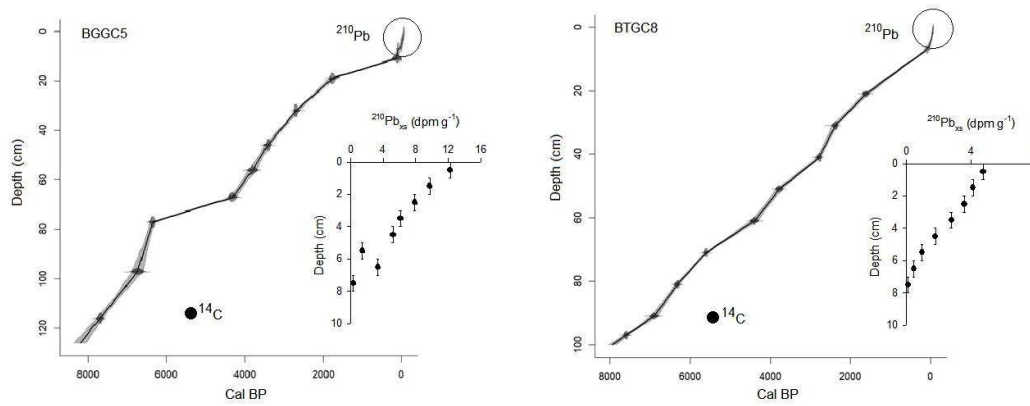 BGGC5
²¹⁰Pb
Depth (cm)
0
20
40
60
80
100
120
²¹⁰Pbxs (dpm g⁻¹)
0 4 8 12 16
Depth (cm)
0
2
4
6
8
10
¹⁴C
8000 6000 4000 2000 0
Cal BP
BTGC8
²¹⁰Pb
Depth (cm)
0
20
40
60
80
100
²¹⁰Pbxs (dpm g⁻¹)
0 4
Depth (cm)
0
2
4
6
8
10
¹⁴C
8000 6000 4000 2000 0
Cal BP